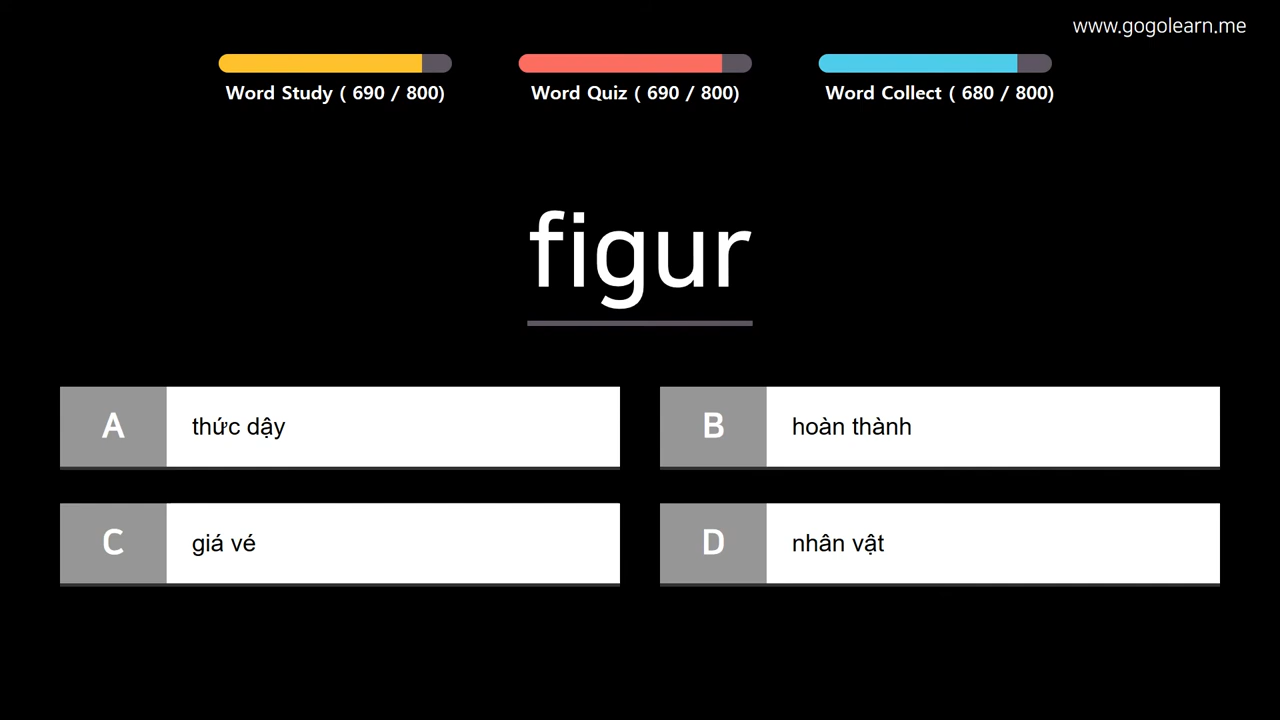 www.gogolearn.me
Word Study ( 690 / 800)
Word Quiz ( 690 / 800)
Word Collect ( 680 / 800)
figur
A thức dậy
B hoàn thành
C giá vé
D nhân vật